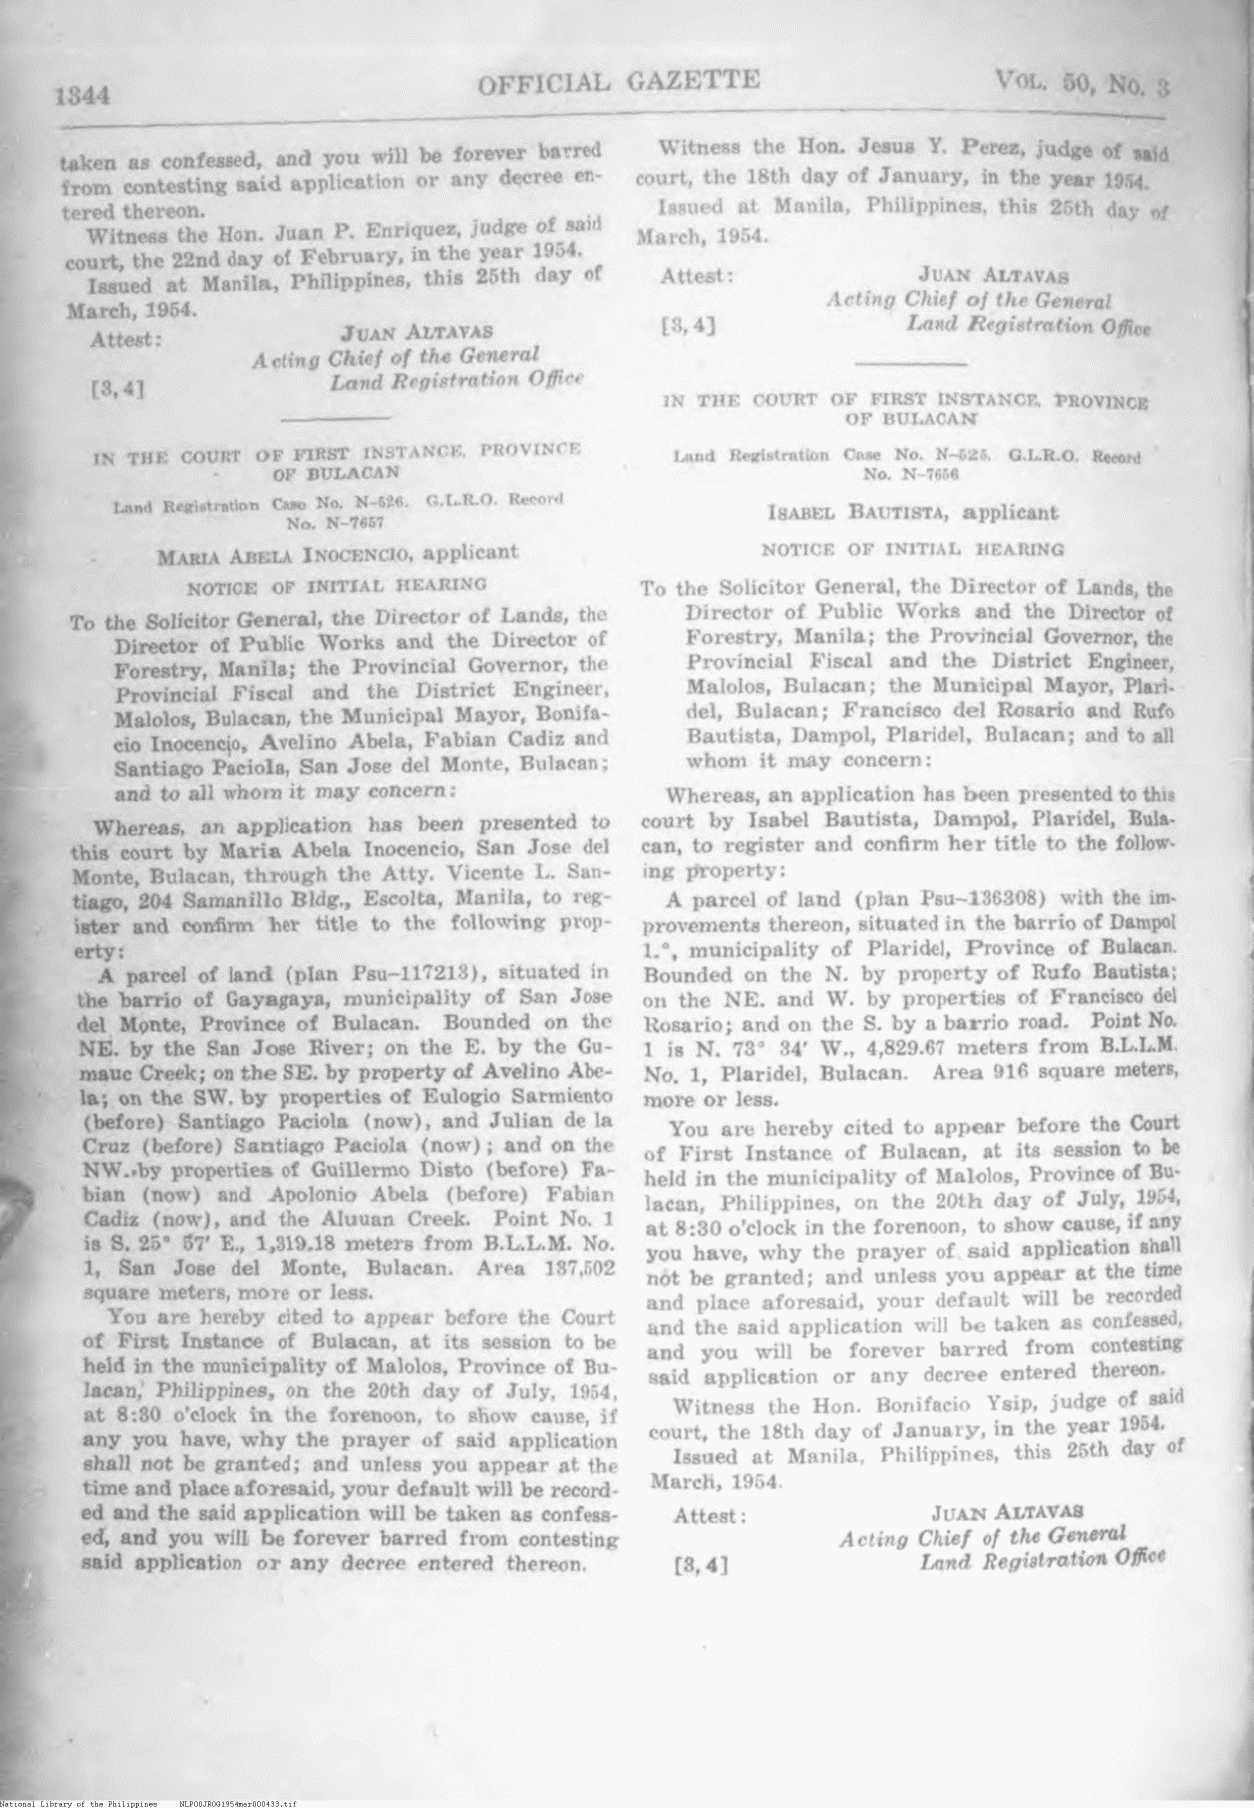 1344
OFFICIAL GAZETTE
VOL. 50, No. 3
taken as confessed, and you will be forever barred
from contesting said application or any decree en-
tered thereon.
Witness the Hon. Juan P. Enriquez, judge of said
court, the 22nd day of February, in the year 1954.
Issued at Manila, Philippines, this 25th day of
March, 1954.
Attest:
JUAN ALTAVAS
Acting Chief of the General
[3, 4]
Land Registration Office
IN THE COURT OF FIRST INSTANCE, PROVINCE
OF BULACAN
Land Registration Case No. N-526. G.L.R.O. Record
No. N-7657
MARIA ABELA INOCENCIO, applicant
NOTICE OF INITIAL HEARING
To the Solicitor General, the Director of Lands, the
Director of Public Works and the Director of
Forestry, Manila; the Provincial Governor, the
Provincial Fiscal and the District Engineer,
Malolos, Bulacan, the Municipal Mayor, Bonifa-
cio Inocencio, Avelino Abela, Fabian Cadiz and
Santiago Paciola, San Jose del Monte, Bulacan;
and to all whom it may concern:
Whereas, an application has been presented to
this court by Maria Abela Inocencio, San Jose del
Monte, Bulacan, through the Atty. Vicente L. San-
tiago, 204 Samanillo Bldg., Escolta, Manila, to reg-
ister and confirm her title to the following prop-
erty:
A parcel of land (plan Psu-117213), situated in
the barrio of Gayagaya, municipality of San Jose
del Monte, Province of Bulacan. Bounded on the
NE. by the San Jose River; on the E. by the Gu-
mauc Creek; on the SE. by property of Avelino Abe-
la; on the SW. by properties of Eulogio Sarmiento
(before) Santiago Paciola (now), and Julian de la
Cruz (before) Santiago Paciola (now); and on the
NW. by properties of Guillermo Disto (before) Fa-
bian (now) and Apolonio Abela (before) Fabian
Cadiz (now), and the Aluuan Creek. Point No. 1
is S. 25° 57′ E., 1,319.18 meters from B.L.L.M. No.
1, San Jose del Monte, Bulacan. Area 137,502
square meters, more or less.
You are hereby cited to appear before the Court
of First Instance of Bulacan, at its session to be
held in the municipality of Malolos, Province of Bu-
lacan, Philippines, on the 20th day of July, 1954,
at 8:30 o'clock in the forenoon, to show cause, if
any you have, why the prayer of said application
shall not be granted; and unless you appear at the
time and place aforesaid, your default will be record-
ed and the said application will be taken as confess-
ed, and you will be forever barred from contesting
said application or any decree entered thereon.
Witness the Hon. Jesus Y. Perez, judge of said
court, the 18th day of January, in the year 1954.
Issued at Manila, Philippines, this 25th day of
March, 1954.
Attest:
JUAN ALTAVAS
Acting Chief of the General
[3, 4]
Land Registration Office
IN THE COURT OF FIRST INSTANCE, PROVINCE
OF BULACAN
Land Registration Case No. N-525. G.L.R.O. Record
No. N-7656
ISABEL BAUTISTA, applicant
NOTICE OF INITIAL HEARING
To the Solicitor General, the Director of Lands, the
Director of Public Works and the Director of
Forestry, Manila; the Provincial Governor, the
Provincial Fiscal and the District Engineer,
Malolos, Bulacan; the Municipal Mayor, Plari-
del, Bulacan; Francisco del Rosario and Rufo
Bautista, Dampol, Plaridel, Bulacan; and to all
whom it may concern:
Whereas, an application has been presented to this
court by Isabel Bautista, Dampol, Plaridel, Bula-
can, to register and confirm her title to the follow-
ing property:
A parcel of land (plan Psu-136308) with the im-
provements thereon, situated in the barrio of Dampol
1.°, municipality of Plaridel, Province of Bulacan.
Bounded on the N. by property of Rufo Bautista;
on the NE. and W. by properties of Francisco del
Rosario; and on the S. by a barrio road. Point No.
1 is N. 73° 34′ W., 4,829.67 meters from B.L.L.M.
No. 1, Plaridel, Bulacan. Area 916 square meters,
more or less.
You are hereby cited to appear before the Court
of First Instance of Bulacan, at its session to be
held in the municipality of Malolos, Province of Bu-
lacan, Philippines, on the 20th day of July, 1954,
at 8:30 o'clock in the forenoon, to show cause, if any
you have, why the prayer of said application shall
not be granted; and unless you appear at the time
and place aforesaid, your default will be recorded
and the said application will be taken as confessed,
and you will be forever barred from contesting
said application or any decree entered thereon.
Witness the Hon. Bonifacio Ysip, judge of said
court, the 18th day of January, in the year 1954.
Issued at Manila, Philippines, this 25th day of
March, 1954.
Attest:
JUAN ALTAVAS
Acting Chief of the General
[3, 4]
Land Registration Office
National Library of the Philippines NLPO0JROG1954mar000433.tif